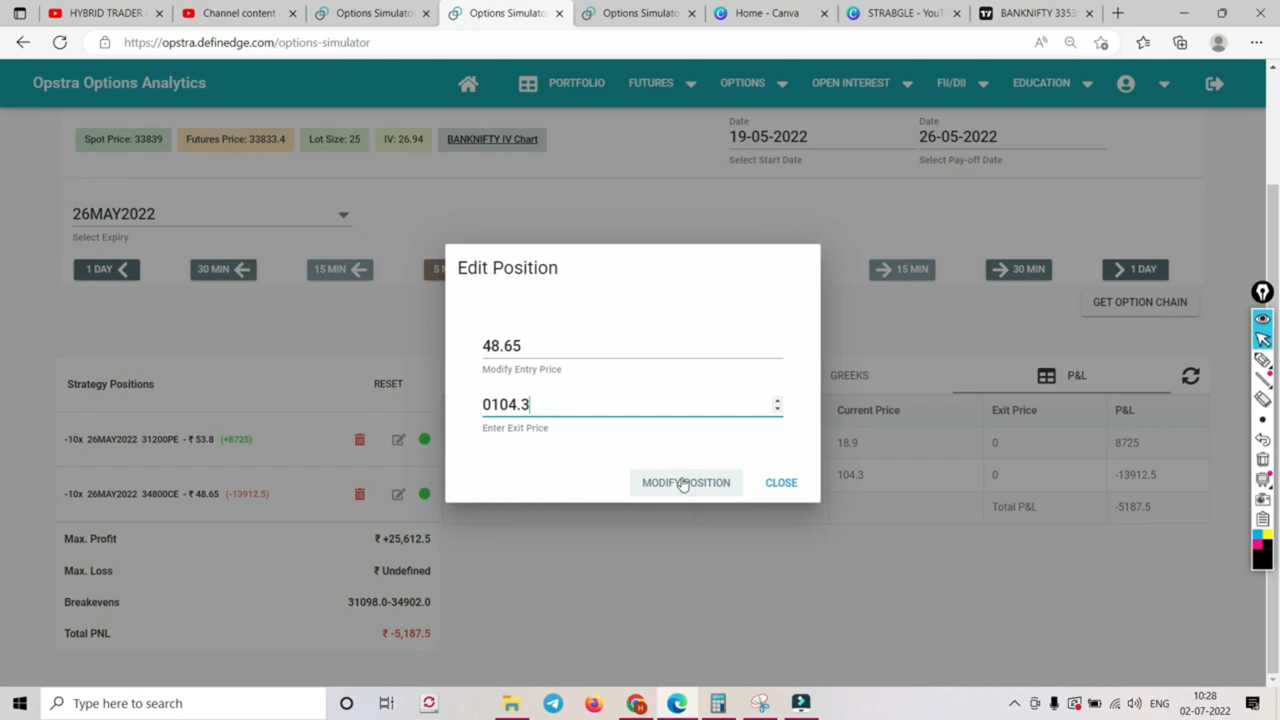 HYBRID TRADER (
Channel content
Options Simulato
Options Simulato
Options Simulato
Home - Canva
STRABGLE - YouT
BANKNIFTY 3353
https://opstra.definedge.com/options-simulator
Opstra Options Analytics
PORTFOLIO
FUTURES
OPTIONS
OPEN INTEREST
FII/DII
EDUCATION
Spot Price: 33839
Futures Price: 33833.4
Lot Size: 25
IV: 26.94
BANKNIFTY IV Chart
Date
19-05-2022
Select Start Date
Date
26-05-2022
Select Pay-off Date
26MAY2022
Select Expiry
1 DAY
30 MIN
15 MIN
5 M
15 MIN
30 MIN
1 DAY
GET OPTION CHAIN
Edit Position
48.65
Modify Entry Price
0104.3
Enter Exit Price
MODIFY POSITION
CLOSE
Strategy Positions
RESET
-10x 26MAY2022 31200PE - ₹ 53.8 (+8725)
-10x 26MAY2022 34800CE - ₹ 48.65 (-13912.5)
Max. Profit ₹ +25,612.5
Max. Loss ₹ Undefined
Breakevens 31098.0-34902.0
Total PNL ₹ -5,187.5
GREEKS
P&L
Current Price Exit Price P&L
18.9 0 8725
104.3 0 -13912.5
Total P&L -5187.5
Type here to search
ENG
10:28
02-07-2022